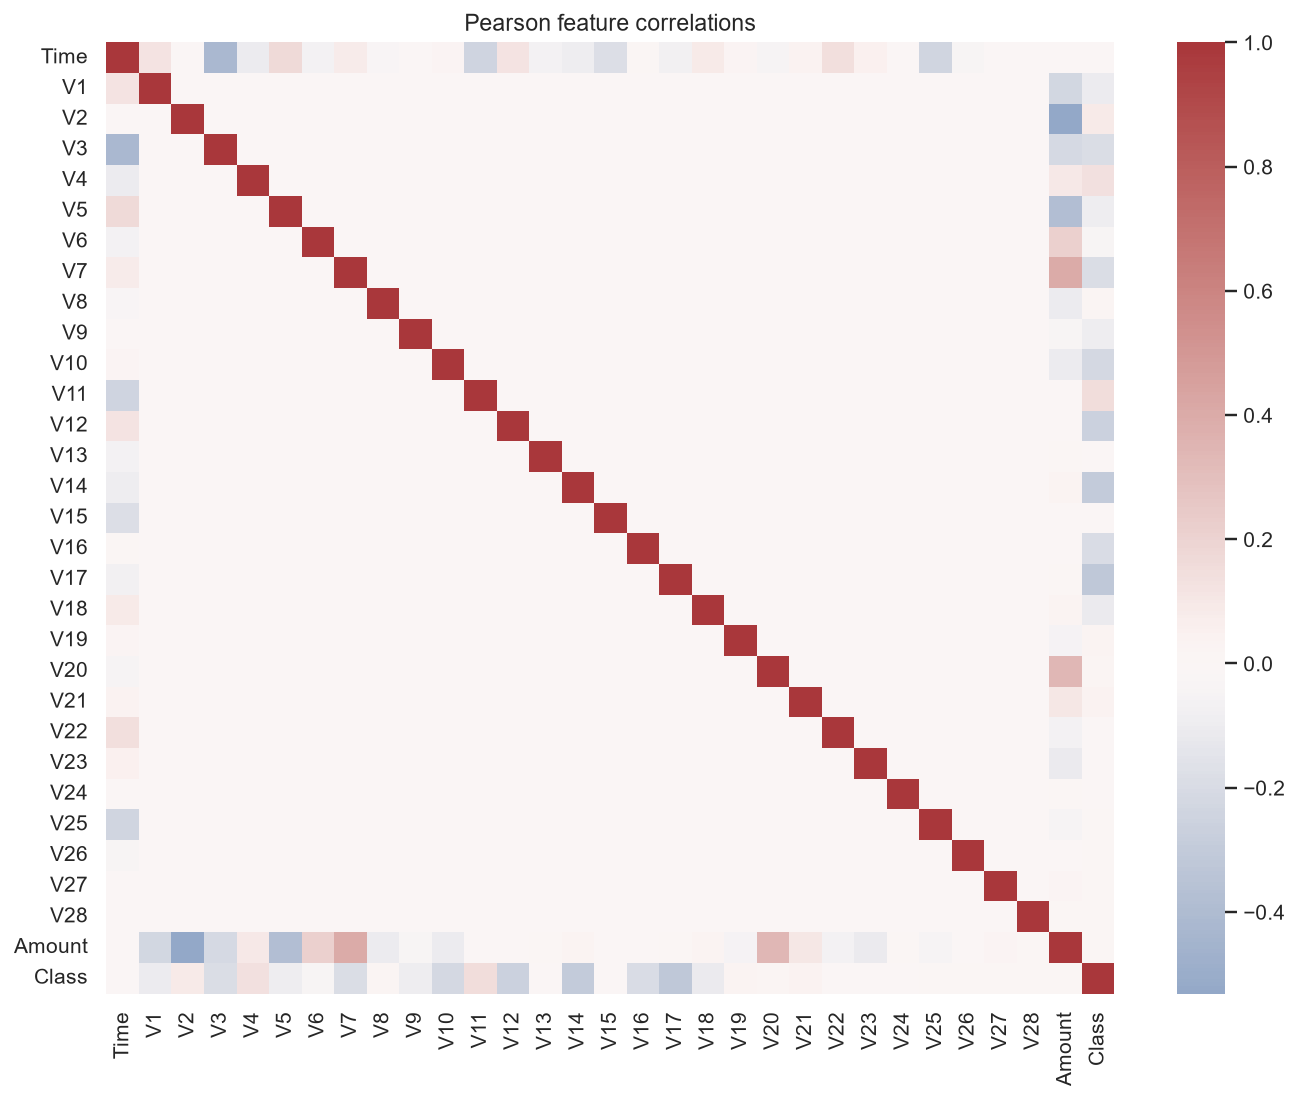 Pearson feature correlations
Time
V1
V2
V3
V4
V5
V6
V7
V8
V9
V10
V11
V12
V13
V14
V15
V16
V17
V18
V19
V20
V21
V22
V23
V24
V25
V26
V27
V28
Amount
Class
Time
V1
V2
V3
V4
V5
V6
V7
V8
V9
V10
V11
V12
V13
V14
V15
V16
V17
V18
V19
V20
V21
V22
V23
V24
V25
V26
V27
V28
Amount
Class
1.0
0.8
0.6
0.4
0.2
0.0
−0.2
−0.4